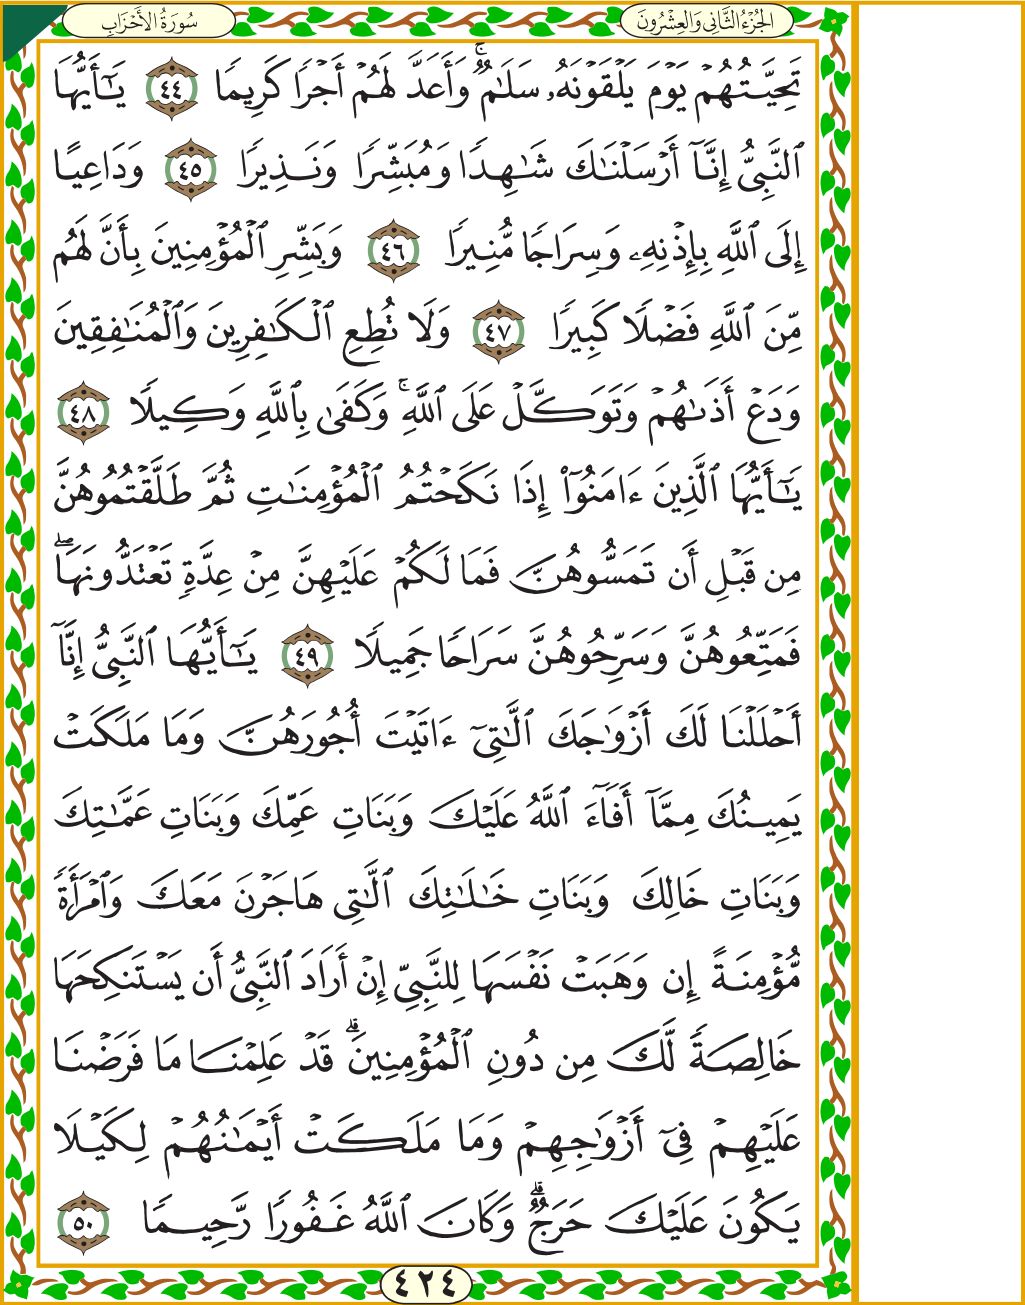 الجُزْءُ الثَّانِي وَالعِشْرُونَ
سُورَةُ الأَحْزَابِ
تَحِيَّتُهُمْ يَوْمَ يَلْقَوْنَهُۥ سَلَٰمٌۚ وَأَعَدَّ لَهُمْ أَجْرًا كَرِيمًا ٤٤ يَٰٓأَيُّهَا
ٱلنَّبِىُّ إِنَّآ أَرْسَلْنَٰكَ شَٰهِدًا وَمُبَشِّرًا وَنَذِيرًا ٤٥ وَدَاعِيًا
إِلَى ٱللَّهِ بِإِذْنِهِۦ وَسِرَاجًا مُّنِيرًا ٤٦ وَبَشِّرِ ٱلْمُؤْمِنِينَ بِأَنَّ لَهُم
مِّنَ ٱللَّهِ فَضْلًا كَبِيرًا ٤٧ وَلَا تُطِعِ ٱلْكَٰفِرِينَ وَٱلْمُنَٰفِقِينَ
وَدَعْ أَذَىٰهُمْ وَتَوَكَّلْ عَلَى ٱللَّهِۚ وَكَفَىٰ بِٱللَّهِ وَكِيلًا ٤٨
يَٰٓأَيُّهَا ٱلَّذِينَ ءَامَنُوٓا۟ إِذَا نَكَحْتُمُ ٱلْمُؤْمِنَٰتِ ثُمَّ طَلَّقْتُمُوهُنَّ
مِن قَبْلِ أَن تَمَسُّوهُنَّ فَمَا لَكُمْ عَلَيْهِنَّ مِنْ عِدَّةٍ تَعْتَدُّونَهَاۖ
فَمَتِّعُوهُنَّ وَسَرِّحُوهُنَّ سَرَاحًا جَمِيلًا ٤٩ يَٰٓأَيُّهَا ٱلنَّبِىُّ إِنَّآ
أَحْلَلْنَا لَكَ أَزْوَٰجَكَ ٱلَّٰتِىٓ ءَاتَيْتَ أُجُورَهُنَّ وَمَا مَلَكَتْ
يَمِينُكَ مِمَّآ أَفَآءَ ٱللَّهُ عَلَيْكَ وَبَنَاتِ عَمِّكَ وَبَنَاتِ عَمَّٰتِكَ
وَبَنَاتِ خَالِكَ وَبَنَاتِ خَٰلَٰتِكَ ٱلَّٰتِى هَاجَرْنَ مَعَكَ وَٱمْرَأَةً
مُّؤْمِنَةً إِن وَهَبَتْ نَفْسَهَا لِلنَّبِىِّ إِنْ أَرَادَ ٱلنَّبِىُّ أَن يَسْتَنكِحَهَا
خَالِصَةً لَّكَ مِن دُونِ ٱلْمُؤْمِنِينَۗ قَدْ عَلِمْنَا مَا فَرَضْنَا
عَلَيْهِمْ فِىٓ أَزْوَٰجِهِمْ وَمَا مَلَكَتْ أَيْمَٰنُهُمْ لِكَيْلَا
يَكُونَ عَلَيْكَ حَرَجٌۗ وَكَانَ ٱللَّهُ غَفُورًا رَّحِيمًا ٥٠
٤٢٤